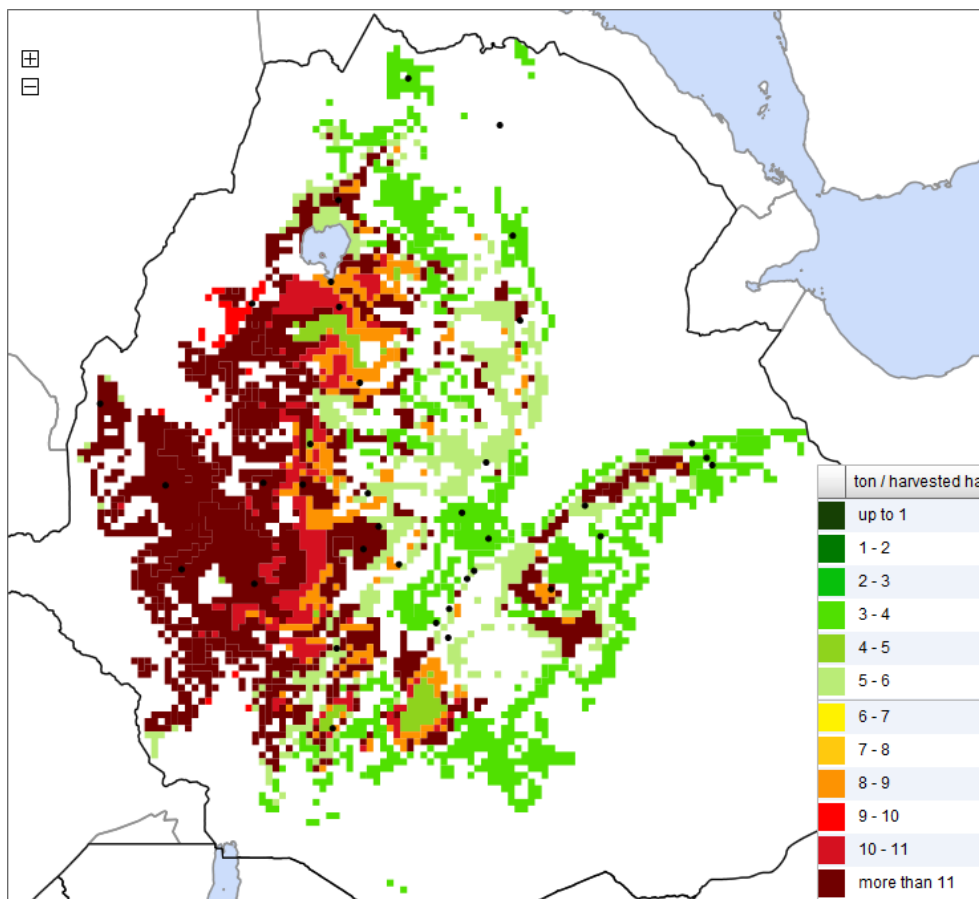 ton / harvested ha
up to 1
1 - 2
2 - 3
3 - 4
4 - 5
5 - 6
6 - 7
7 - 8
8 - 9
9 - 10
10 - 11
more than 11